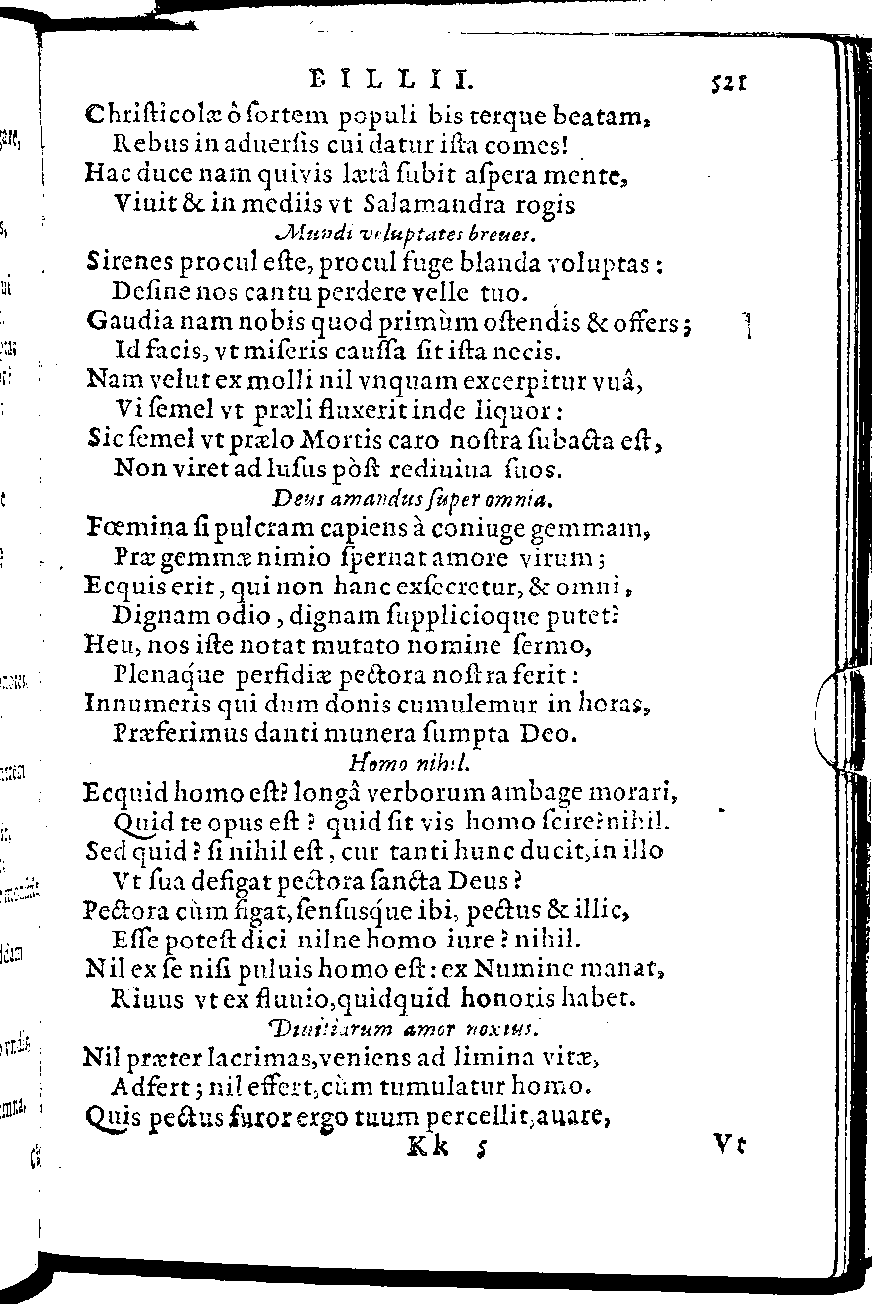 E I L L I I. 521
Chriſticolæ ô ſortem populi bis terque beatam,
Rebus in aduerſis cui datur iſta comes!
Hac duce nam quivis lætâ ſubit aſpera mente,
Viuit & in mediis vt Salamandra rogis
Mundi voluptates breues.
Sirenes procul eſte, procul fuge blanda voluptas:
Deſine nos cantu perdere velle tuo.
Gaudia nam nobis quod primùm oſtendis & offers;
Id facis, vt miſeris cauſſa ſit iſta necis.
Nam velut ex molli nil vnquam excerpitur vuâ,
Vi ſemel vt præli fluxerit inde liquor:
Sic ſemel vt prælo Mortis caro noſtra ſubacta eſt,
Non viret ad luſus pòſt rediuiua ſuos.
Deus amandus ſuper omnia.
Fœmina ſi pulcram capiens à coniuge gemmam,
Præ gemmæ nimio ſpernat amore virum;
Ecquis erit, qui non hanc exſecretur, & omni,
Dignam odio, dignam ſupplicioque putet?
Heu, nos iſte notat mutato nomine ſermo,
Plenaq́ue perfidiæ pectora noſtra ferit:
Innumeris qui dum donis cumulemur in horas,
Præferimus danti munera ſumpta Deo.
Homo nihil.
Ecquid homo eſt? longâ verborum ambage morari,
Quid te opus eſt? quid ſit vis homo ſcire? nihil.
Sed quid? ſi nihil eſt, cur tanti hunc ducit, in illo
Vt ſua defigat pectora ſancta Deus?
Pectora cùm figat, ſenſusq́ue ibi, pectus & illic,
Eſſe poteſt dici nilne homo iure? nihil.
Nil ex ſe niſi puluis homo eſt: ex Numine manat,
Riuus vt ex fluuio, quidquid honoris habet.
Diuitiarum amor noxius.
Nil præter lacrimas, veniens ad limina vitæ,
Adfert; nil effert, cùm tumulatur homo.
Quis pectus furor ergo tuum percellit, auare,
Kk 5 Vt